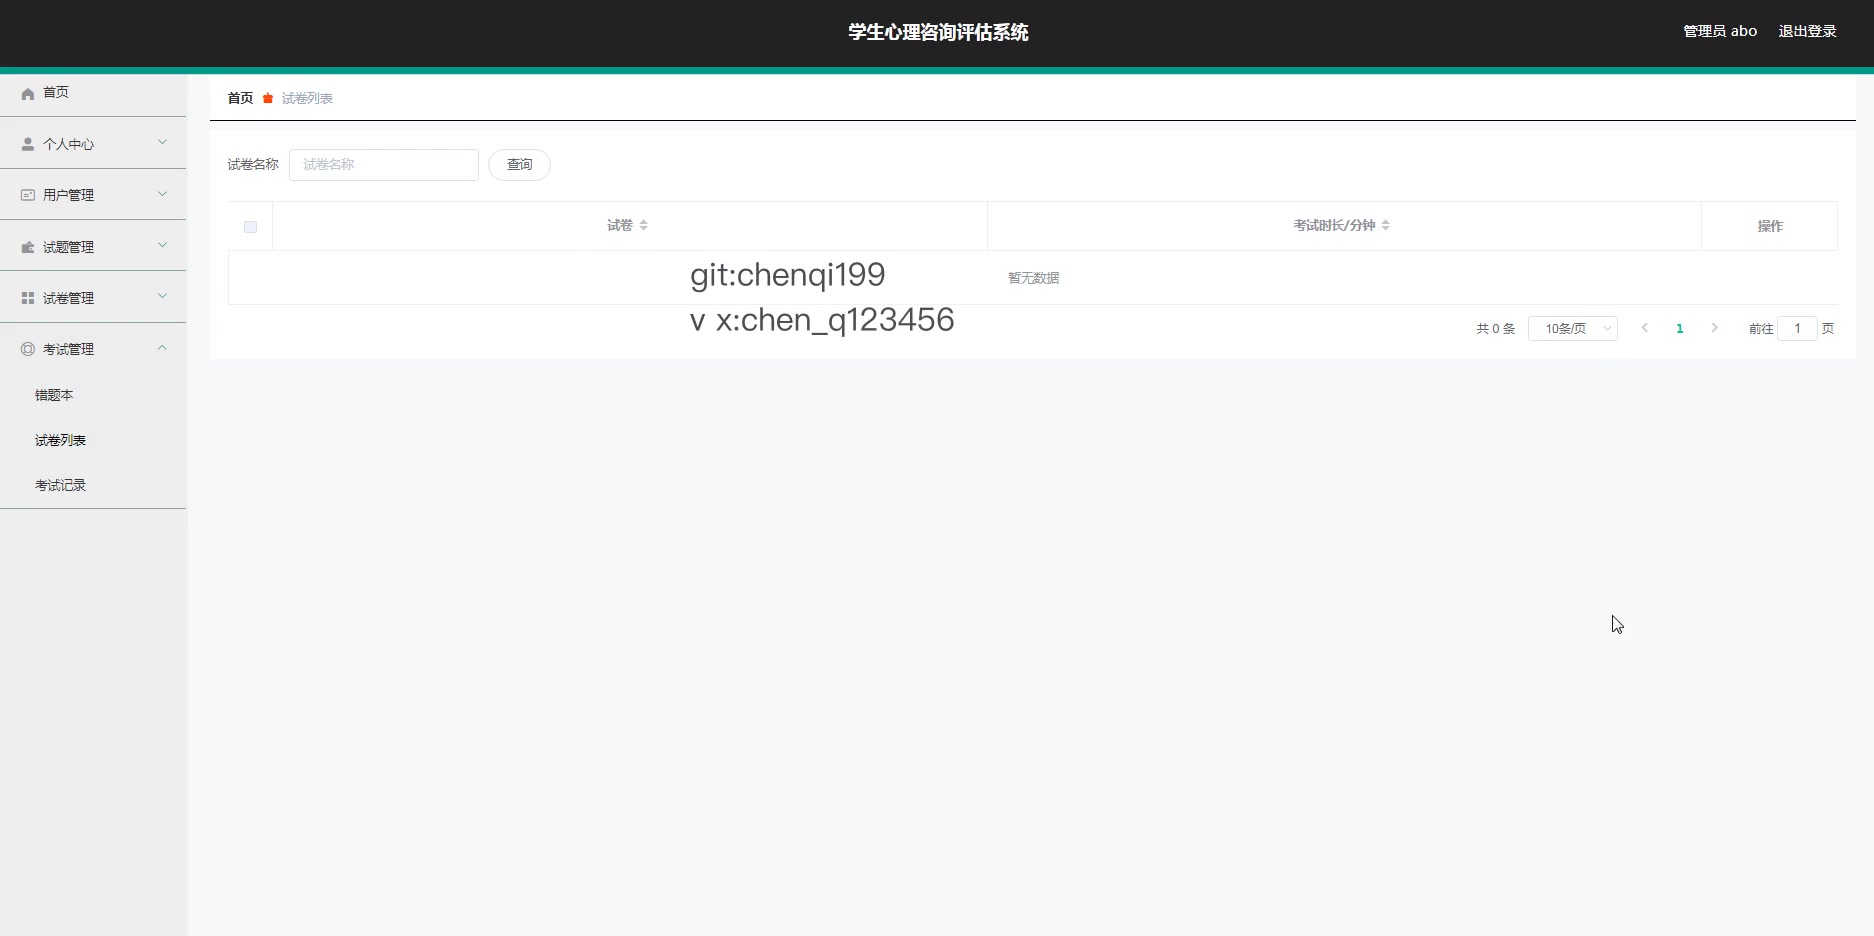 学生心理咨询评估系统
管理员 abo 退出登录
首页
个人中心
用户管理
试题管理
试卷管理
考试管理
错题本
试卷列表
考试记录
首页 试卷列表
试卷名称 试卷名称 查询
试卷 考试时长/分钟 操作
暂无数据
git:chenqi199
v x:chen_q123456
共 0 条 10条/页 1 前往 1 页